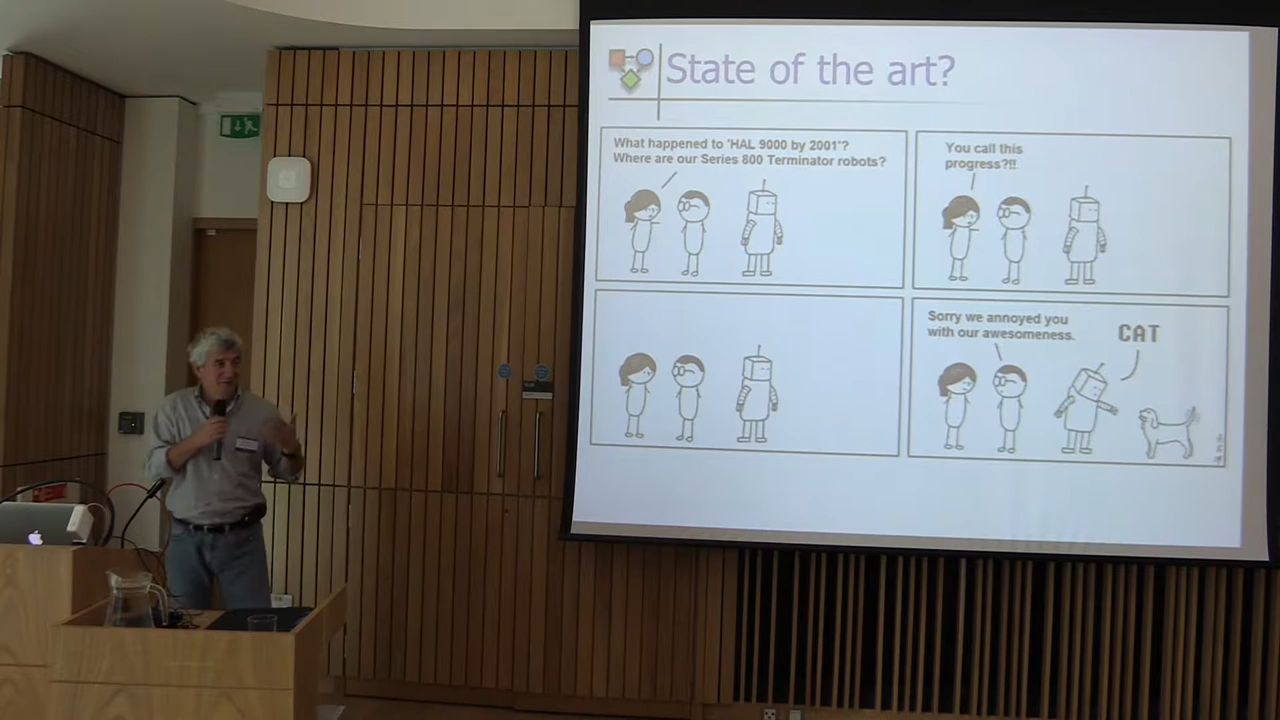 State of the art?
What happened to 'HAL 9000 by 2001'?
Where are our Series 800 Terminator robots?
You call this
progress?!!
Sorry we annoyed you
with our awesomeness.
CAT